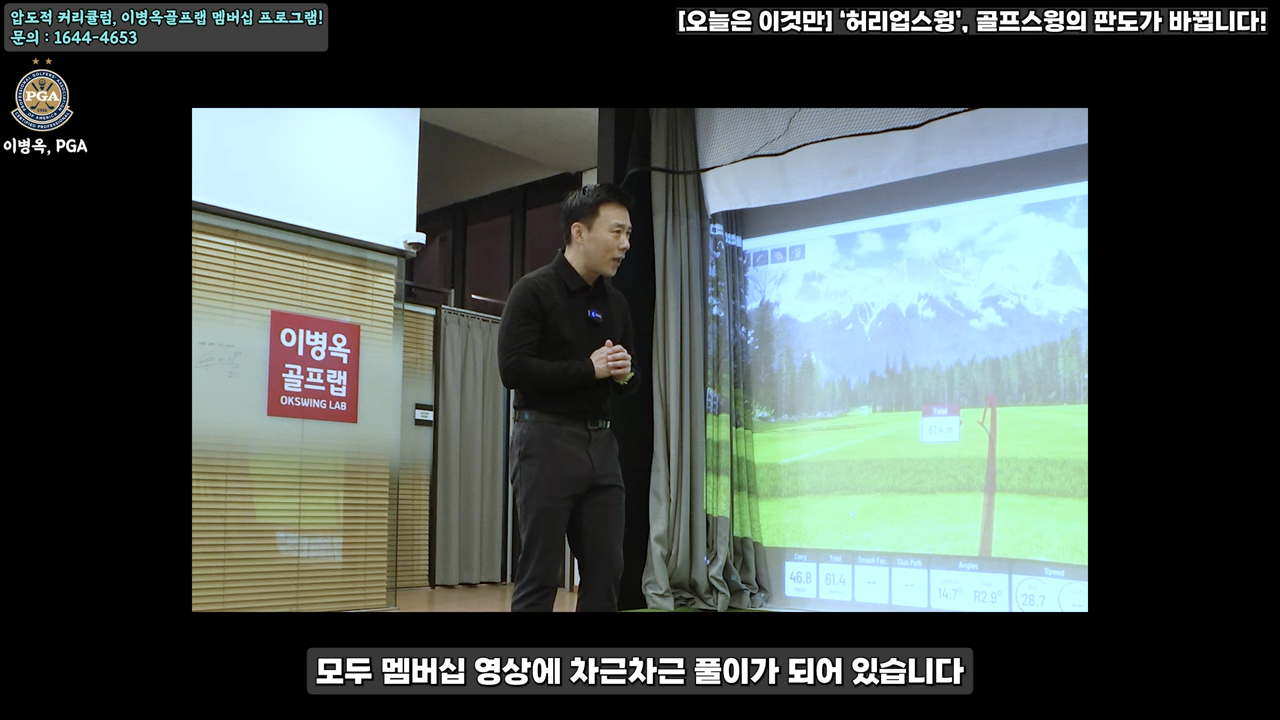 압도적 커리큘럼, 이병옥골프랩 멤버십 프로그램!
문의 : 1644-4653
[오늘은 이것만] ‘허리업스윙’, 골프스윙의 판도가 바뀝니다!
PGA
이병옥, PGA
이병옥
골프랩
OKSWING LAB
Total
61.4 m
Carry Total Smash Fac. Club Path Angles Speed
46.8 61.4 -- -- 14.7° R2.9° 28.7 --
모두 멤버십 영상에 차근차근 풀이가 되어 있습니다